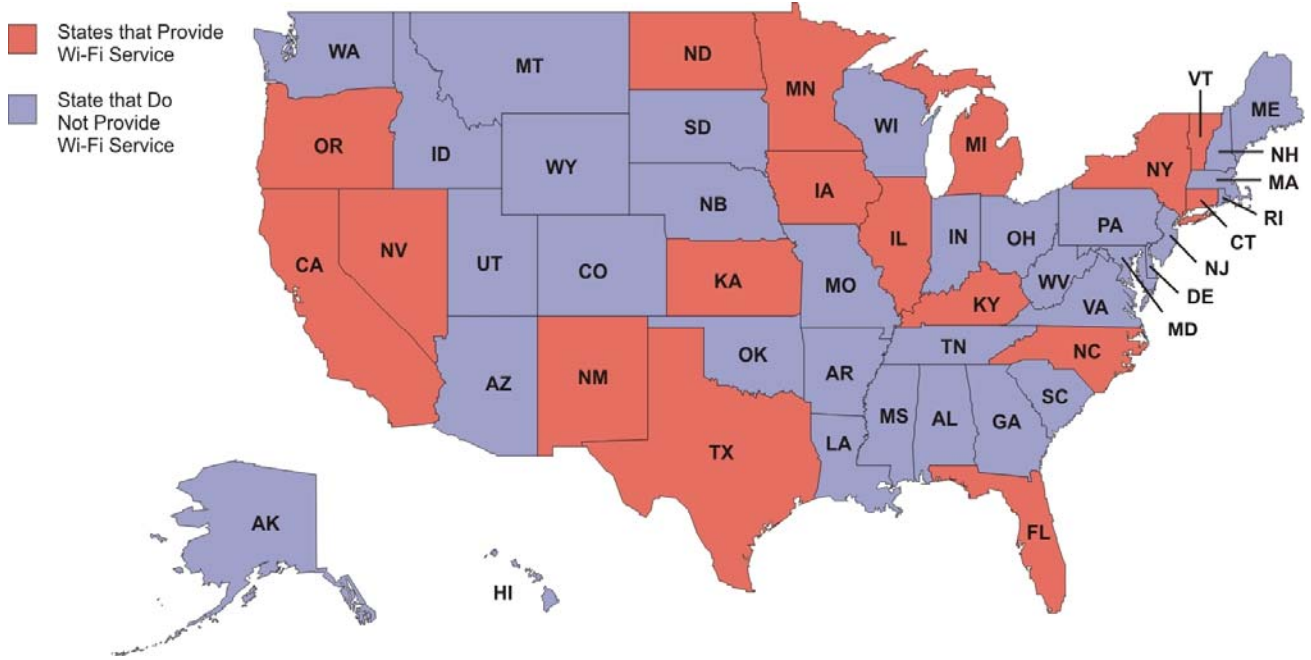 States that Provide
Wi-Fi Service
State that Do
Not Provide
Wi-Fi Service
WA
MT
ND
MN
VT
ME
OR
ID
SD
WI
MI
NY
NH
MA
WY
IA
RI
NB
PA
CT
CA
NV
UT
CO
KA
MO
IL
IN
OH
NJ
WV
DE
VA
MD
KY
AZ
NM
OK
AR
TN
NC
SC
TX
LA
MS
AL
GA
FL
AK
HI